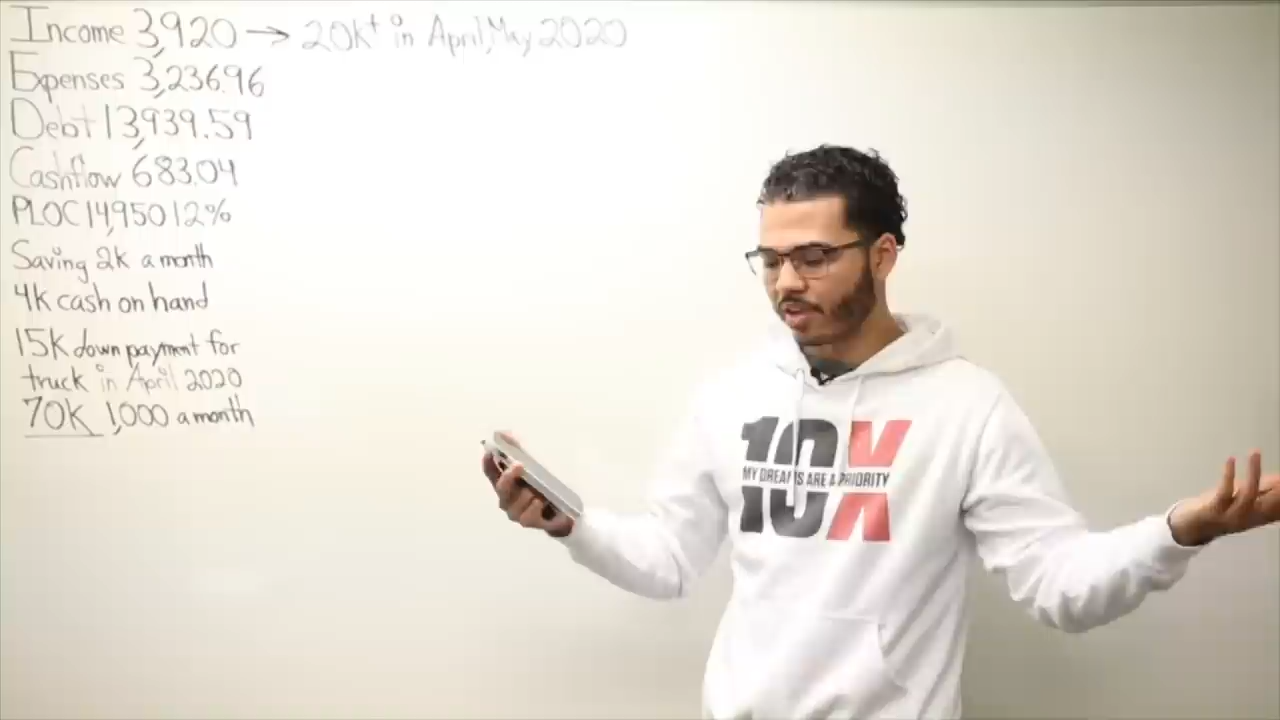 Income 3,920 → 20K+ in April, May 2020
Expenses 3,236.96
Debt 13,939.59
Cashflow 683.04
PLOC 14,950 12%
Saving 2K a month
4K cash on hand
15K down payment for
truck in April 2020
70K 1,000 a month
10X
MY DREAMS ARE A PRIORITY